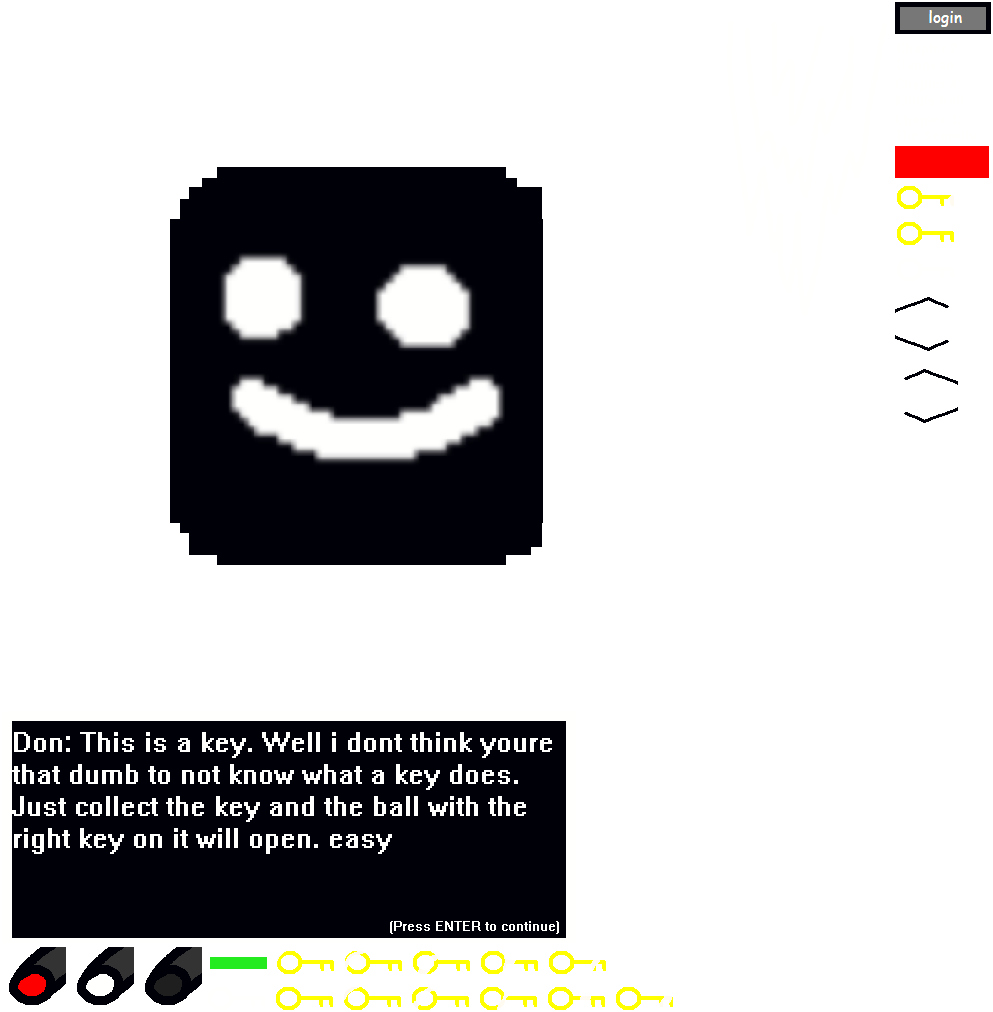 login
Don: This is a key. Well i dont think youre
that dumb to not know what a key does.
Just collect the key and the ball with the
right key on it will open. easy
(Press ENTER to continue)